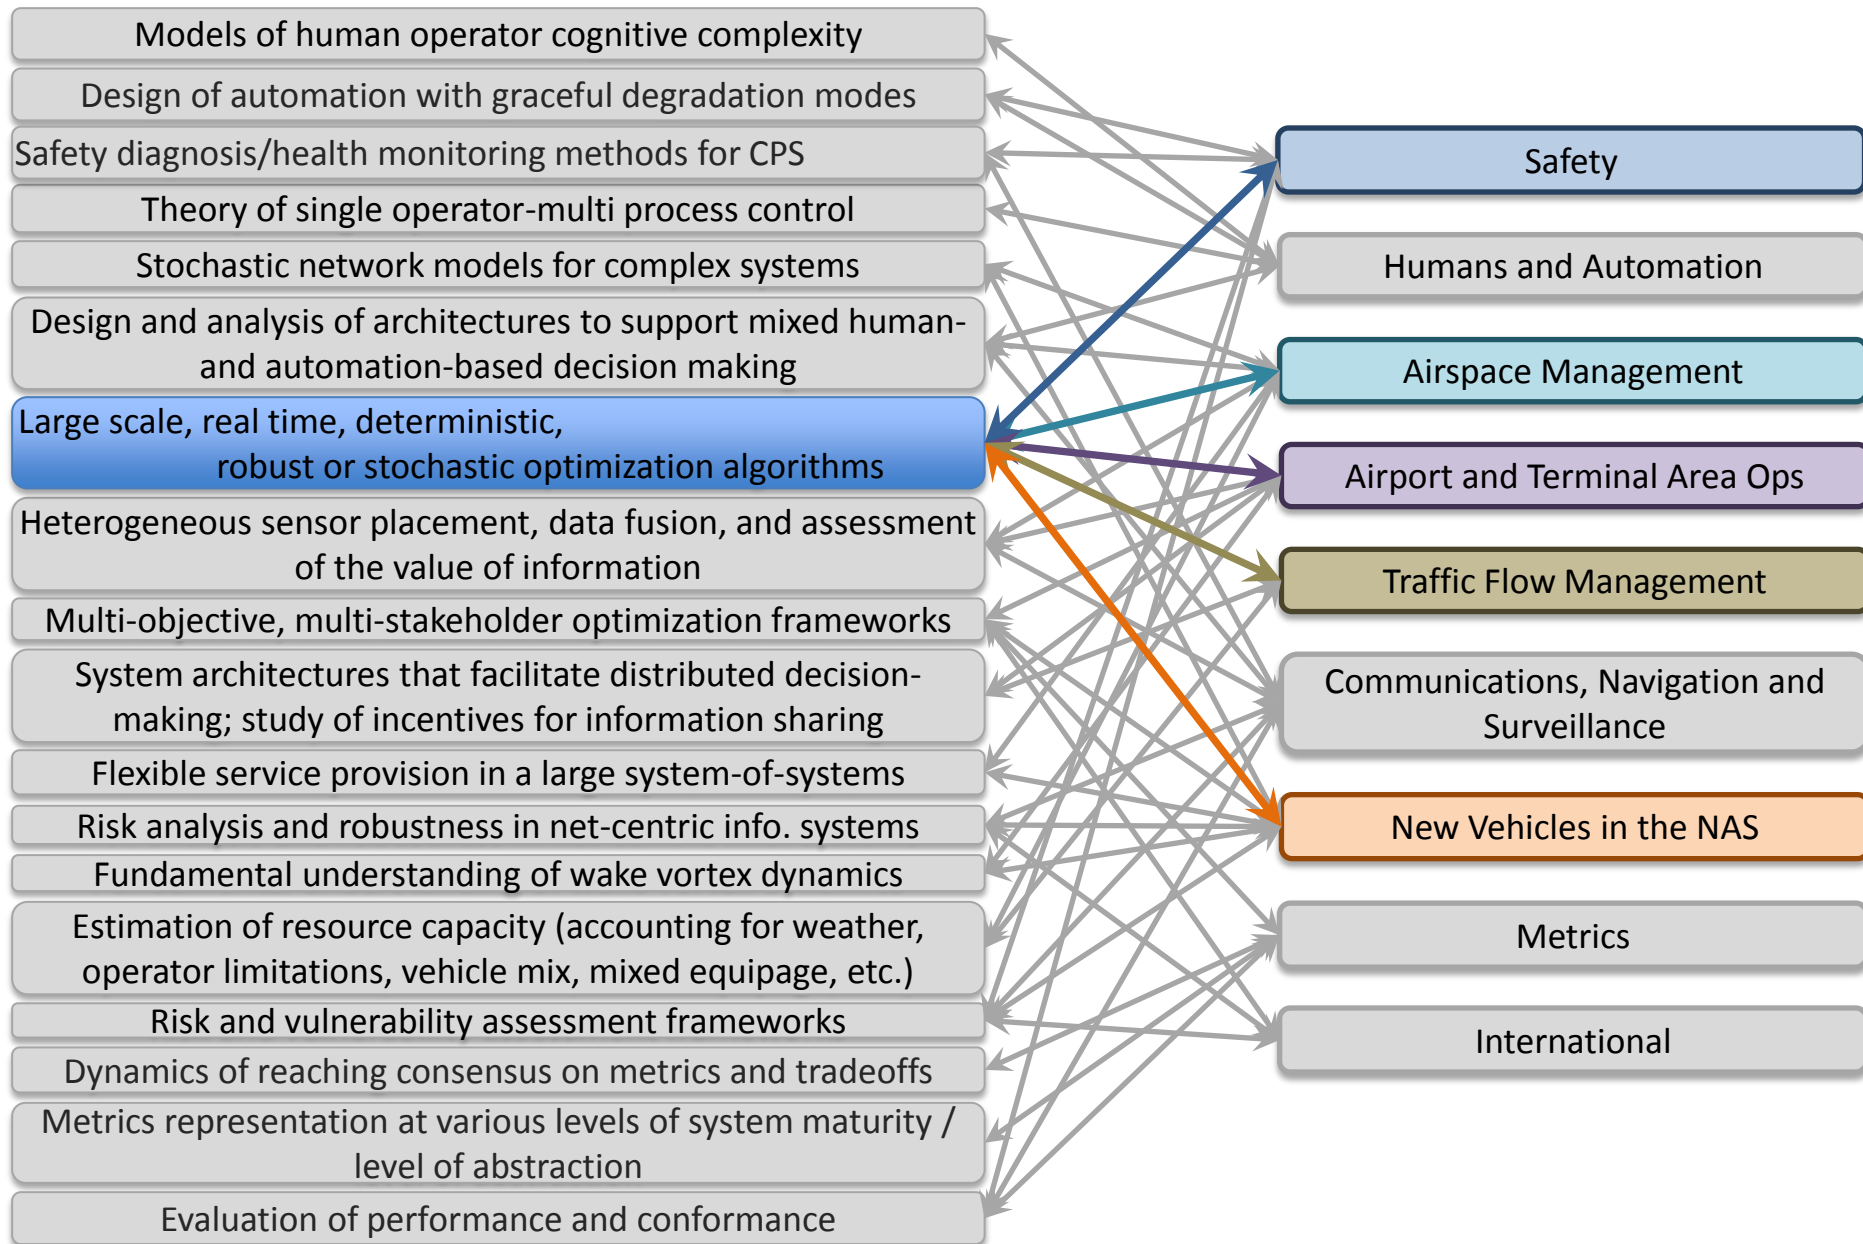 Models of human operator cognitive complexity
Design of automation with graceful degradation modes
Safety diagnosis/health monitoring methods for CPS
Theory of single operator-multi process control
Stochastic network models for complex systems
Design and analysis of architectures to support mixed human-
and automation-based decision making
Large scale, real time, deterministic,
robust or stochastic optimization algorithms
Heterogeneous sensor placement, data fusion, and assessment
of the value of information
Multi-objective, multi-stakeholder optimization frameworks
System architectures that facilitate distributed decision-
making; study of incentives for information sharing
Flexible service provision in a large system-of-systems
Risk analysis and robustness in net-centric info. systems
Fundamental understanding of wake vortex dynamics
Estimation of resource capacity (accounting for weather,
operator limitations, vehicle mix, mixed equipage, etc.)
Risk and vulnerability assessment frameworks
Dynamics of reaching consensus on metrics and tradeoffs
Metrics representation at various levels of system maturity /
level of abstraction
Evaluation of performance and conformance
Safety
Humans and Automation
Airspace Management
Airport and Terminal Area Ops
Traffic Flow Management
Communications, Navigation and
Surveillance
New Vehicles in the NAS
Metrics
International